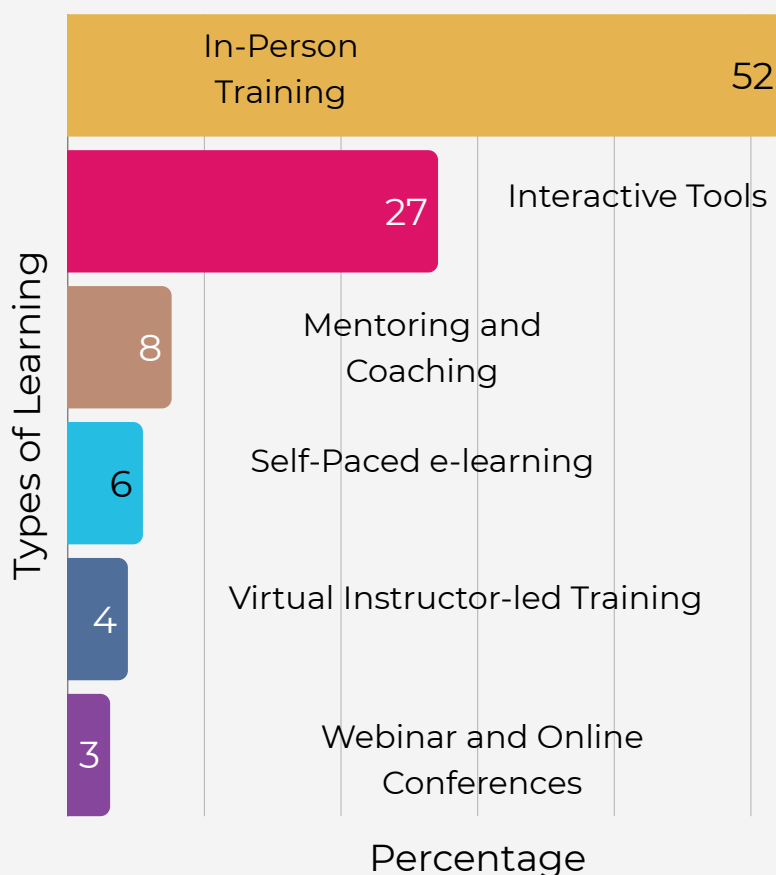 In-Person
Training
52
27
Interactive Tools
8
Mentoring and
Coaching
6
Self-Paced e-learning
4
Virtual Instructor-led Training
3
Webinar and Online
Conferences
Types of Learning
Percentage